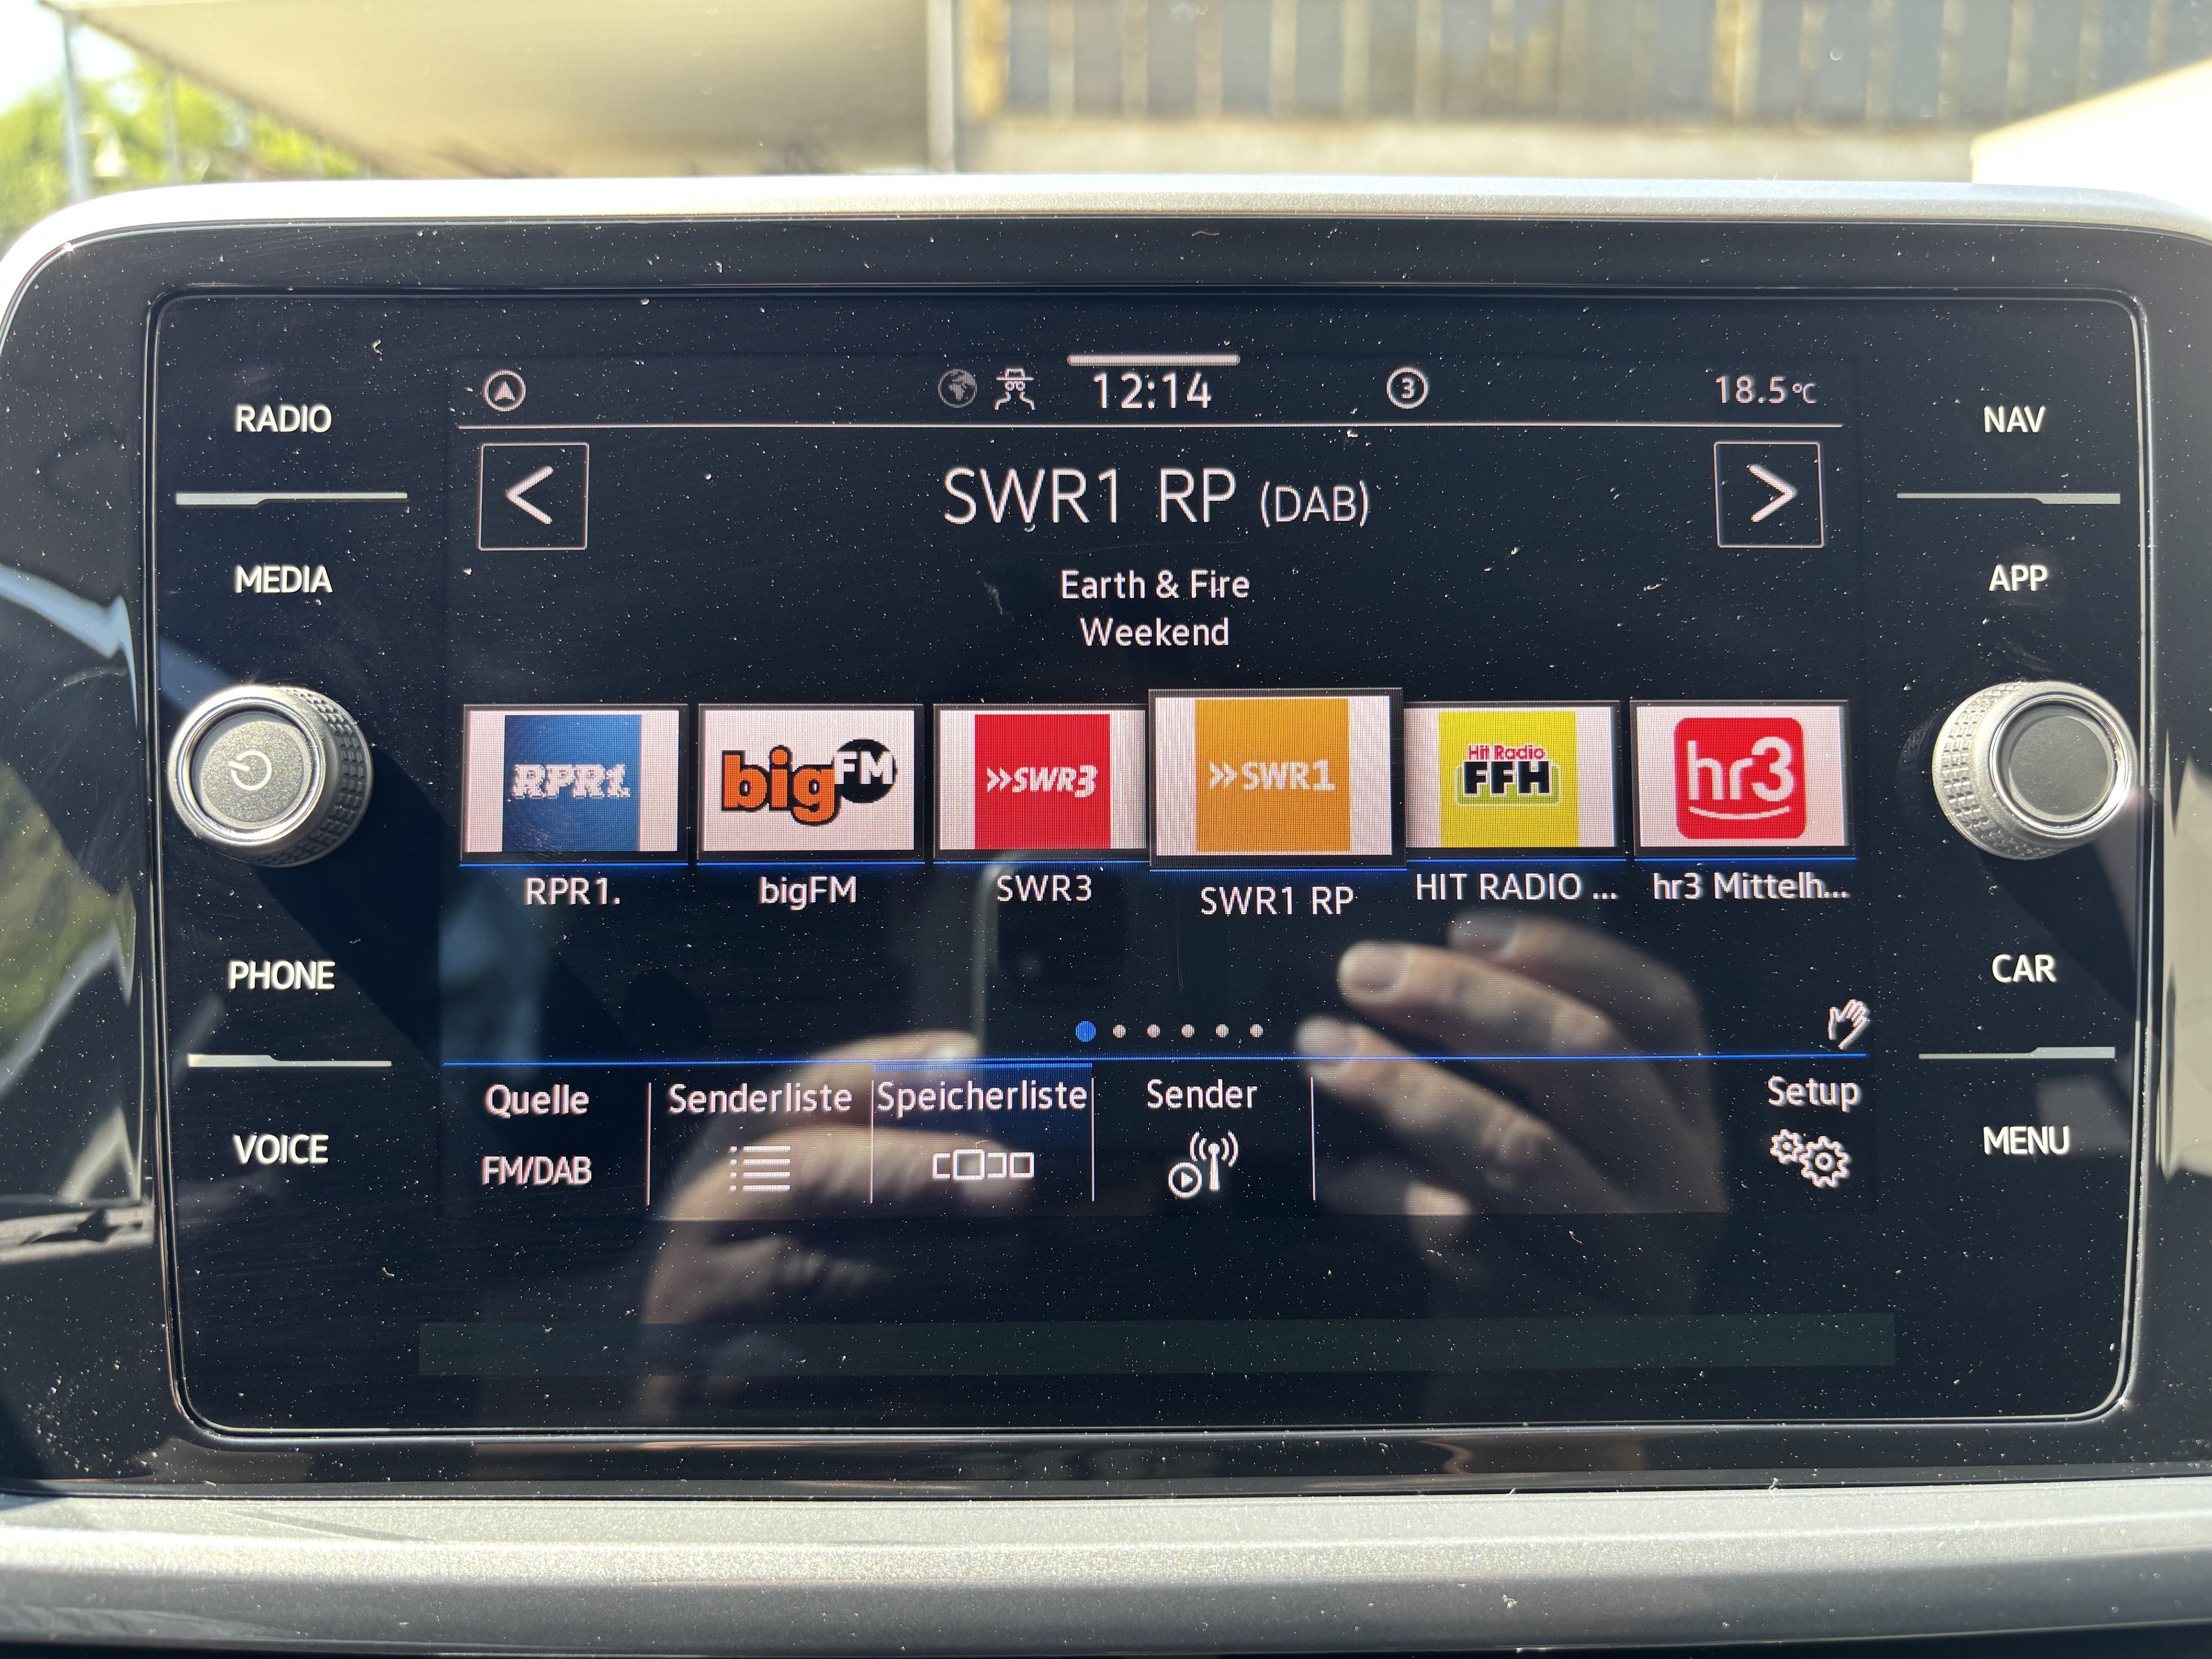 RADIO
MEDIA
PHONE
VOICE
12:14
3
18.5°C
< SWR1 RP (DAB) >
Earth & Fire
Weekend
RPR1. bigFM »SWR3 »SWR1 Hit Radio FFH hr3
RPR1. bigFM SWR3 SWR1 RP HIT RADIO ... hr3 Mittelh...
Quelle Senderliste Speicherliste Sender Setup
FM/DAB
NAV
APP
CAR
MENU